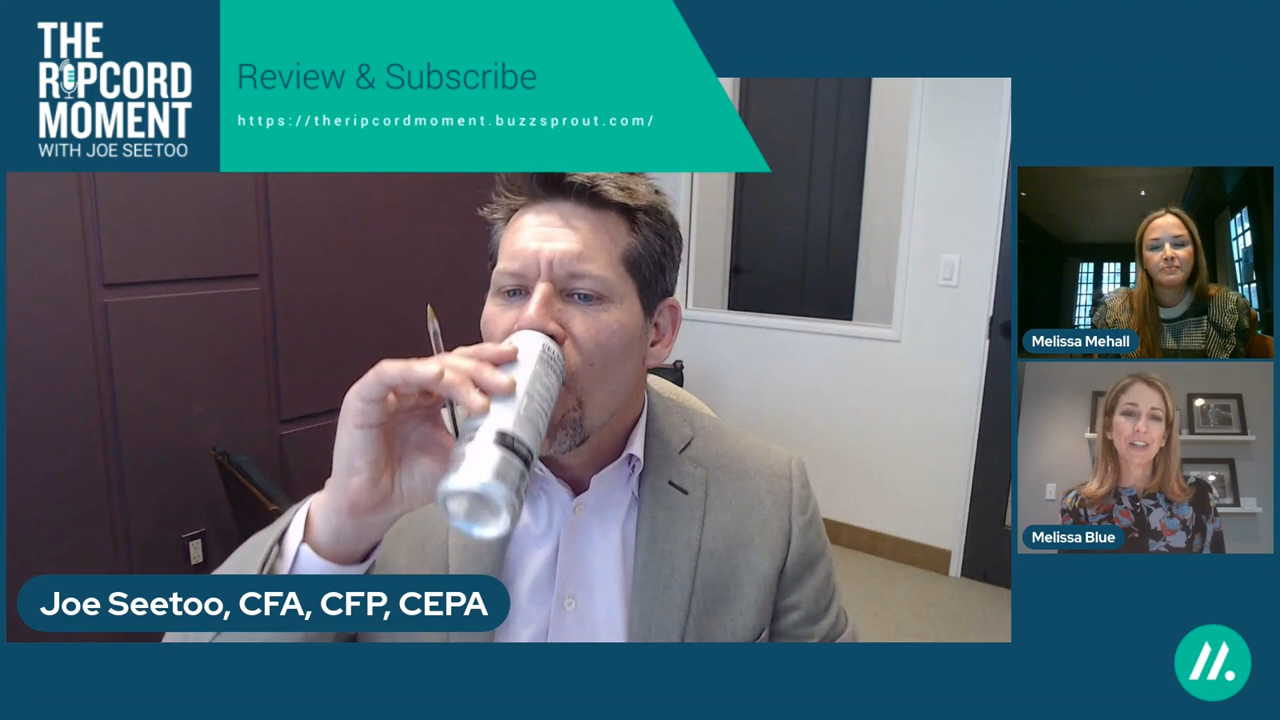 THE
RIPCORD
MOMENT
WITH JOE SEETOO
Review & Subscribe
https://theripcordmoment.buzzsprout.com/
Melissa Mehall
Melissa Blue
Joe Seetoo, CFA, CFP, CEPA